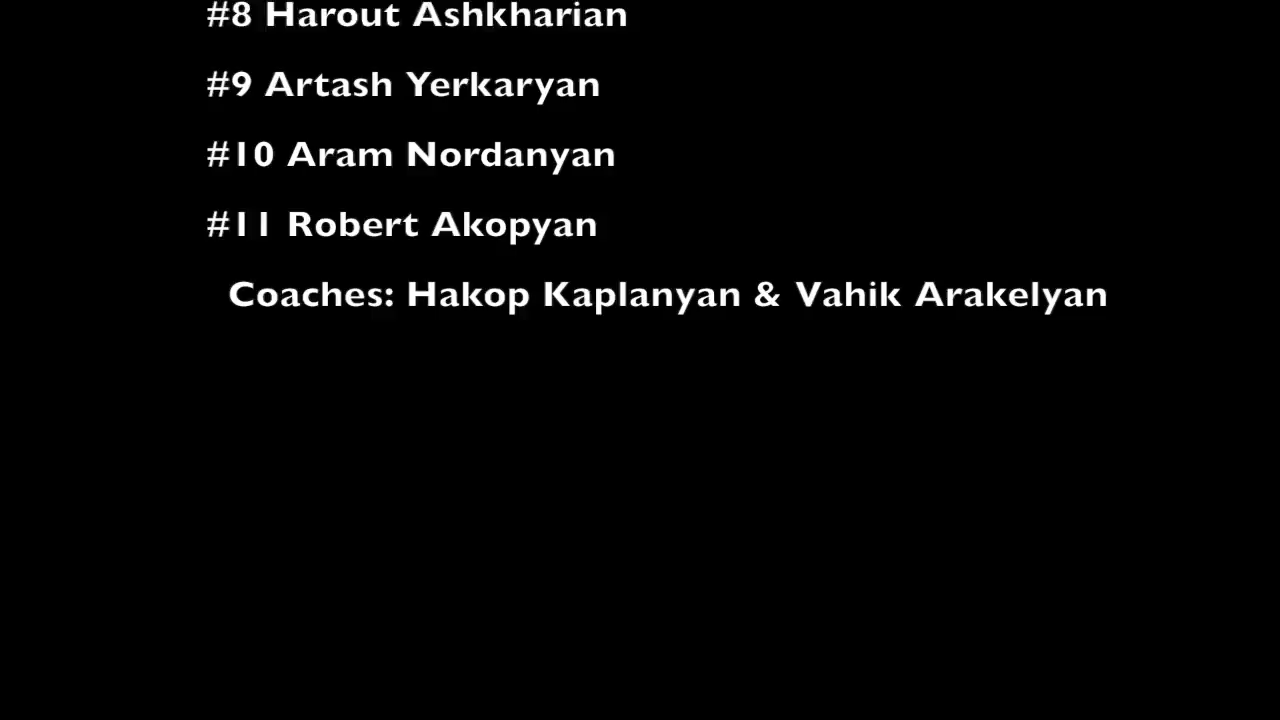 #8 Harout Ashkharian
#9 Artash Yerkaryan
#10 Aram Nordanyan
#11 Robert Akopyan
Coaches: Hakop Kaplanyan & Vahik Arakelyan